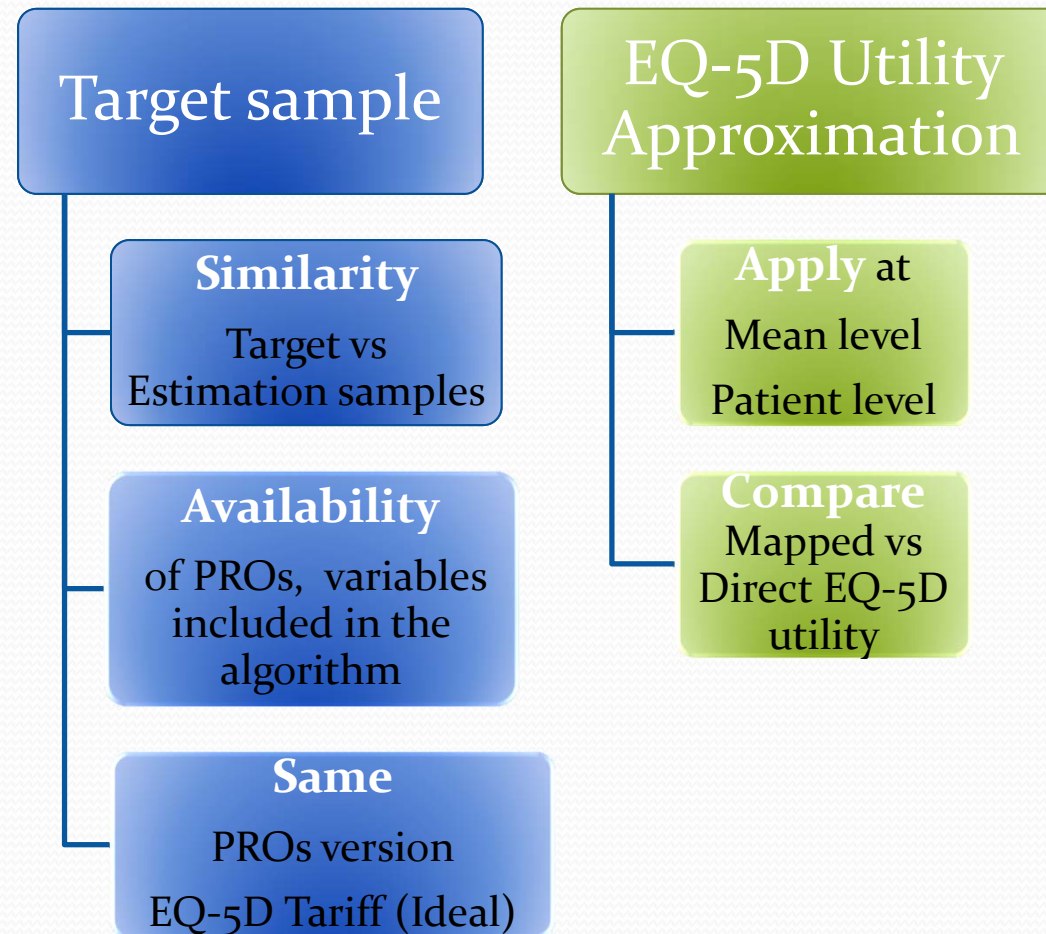 Target sample
Similarity
Target vs
Estimation samples
Availability
of PROs, variables
included in the
algorithm
Same
PROs version
EQ-5D Tariff (Ideal)
EQ-5D Utility
Approximation
Apply at
Mean level
Patient level
Compare
Mapped vs
Direct EQ-5D
utility